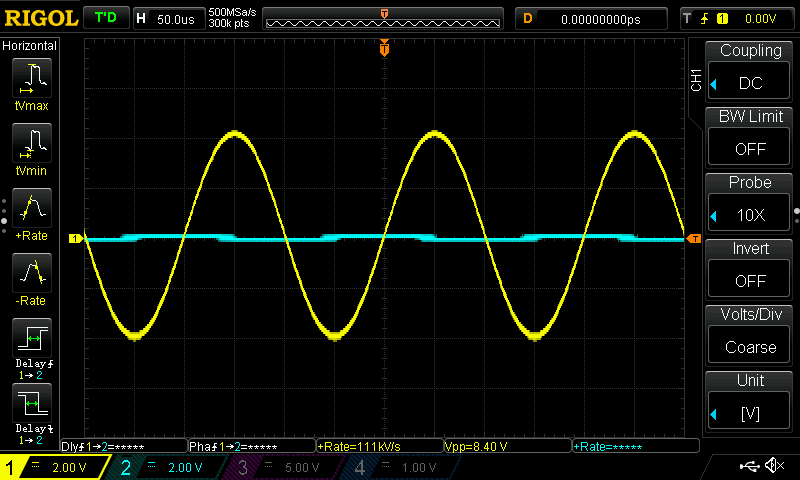 RIGOL T'D H 50.0us 500MSa/s 300k pts T D 0.00000000ps T 1 0.00V
Horizontal
tVmax
tVmin
+Rate
-Rate
Delay
1→2
Delay
1→2
T
1
T
CH1
Coupling
DC
BW Limit
OFF
Probe
10X
Invert
OFF
Volts/Div
Coarse
Unit
[V]
Dly 1→2=***** Pha 1→2=***** +Rate=111kV/s Vpp=8.40 V +Rate=*****
1 = 2.00 V 2 = 2.00 V 3 = 5.00 V 4 = 1.00 V